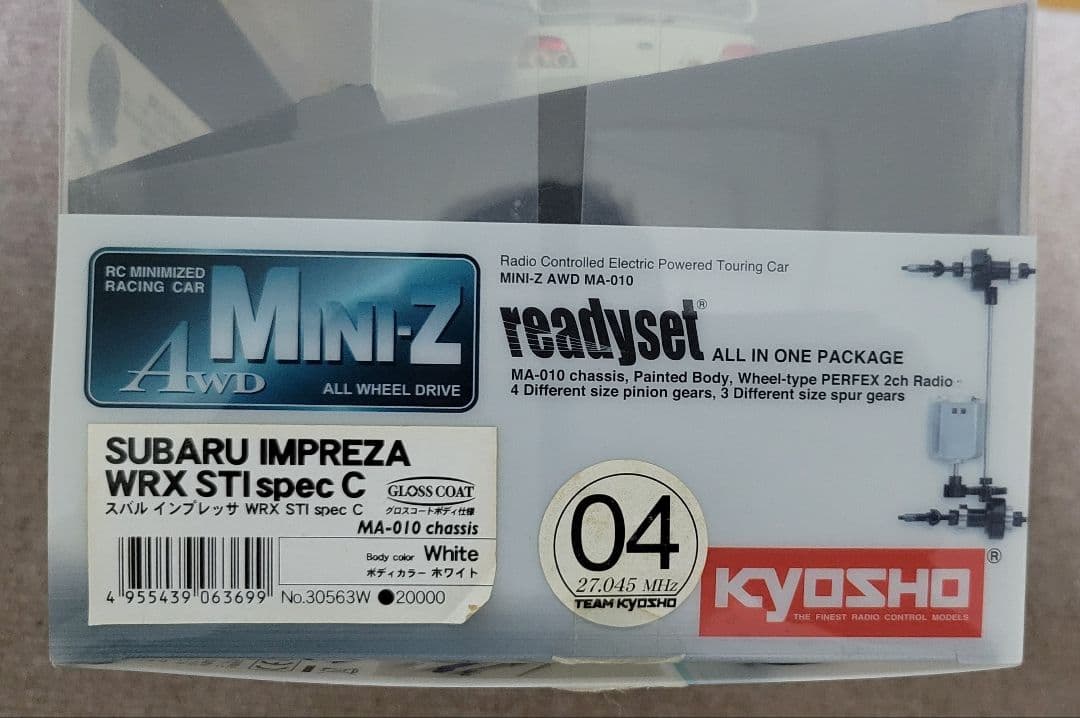 RC MINIMIZED
RACING CAR
MINI-Z
AWD
ALL WHEEL DRIVE
Radio Controlled Electric Powered Touring Car
MINI-Z AWD MA-010
readyset® ALL IN ONE PACKAGE
MA-010 chassis, Painted Body, Wheel-type PERFEX 2ch Radio
4 Different size pinion gears, 3 Different size spur gears
SUBARU IMPREZA
WRX STI spec C
GLOSS COAT
グロスコートボディ仕様
スバル インプレッサ WRX STI spec C
MA-010 chassis
Body color White
ボディカラー ホワイト
4 955439 063699
No.30563W ●20000
04
27.045 MHz
TEAM KYOSHO
KYOSHO®
THE FINEST RADIO CONTROL MODELS